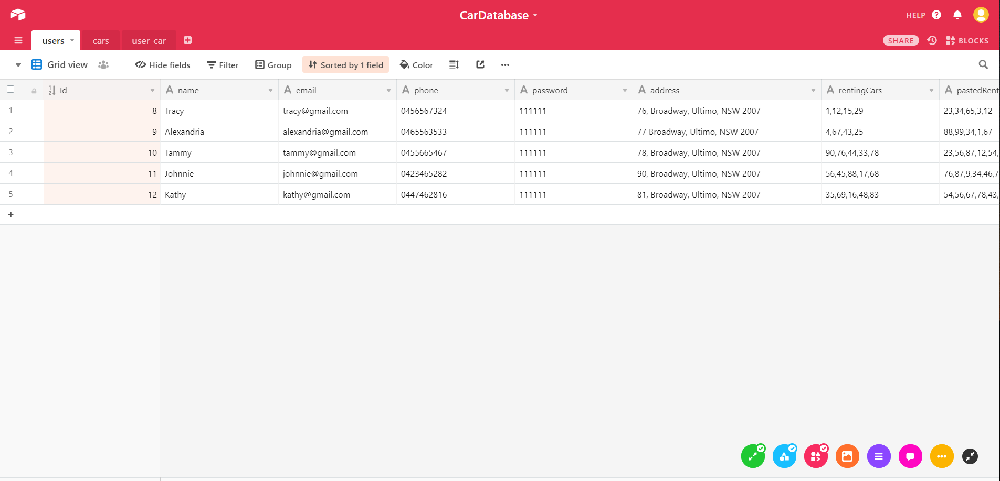 CarDatabase
HELP
users cars user-car
SHARE BLOCKS
Grid view Hide fields Filter Group Sorted by 1 field Color
Id name email phone password address rentingCars pastedRent
1 8 Tracy tracy@gmail.com 0456567324 111111 76, Broadway, Ultimo, NSW 2007 1,12,15,29 23,34,65,3,12
2 9 Alexandria alexandria@gmail.com 0465563533 111111 77 Broadway, Ultimo, NSW 2007 4,67,43,25 88,99,34,1,67
3 10 Tammy tammy@gmail.com 0455665467 111111 78, Broadway, Ultimo, NSW 2007 90,76,44,33,78 23,56,87,12,54,
4 11 Johnnie johnnie@gmail.com 0423465282 111111 90, Broadway, Ultimo, NSW 2007 56,45,88,17,68 76,87,9,34,46,7
5 12 Kathy kathy@gmail.com 0447462816 111111 81, Broadway, Ultimo, NSW 2007 35,69,16,48,83 54,56,67,78,43,